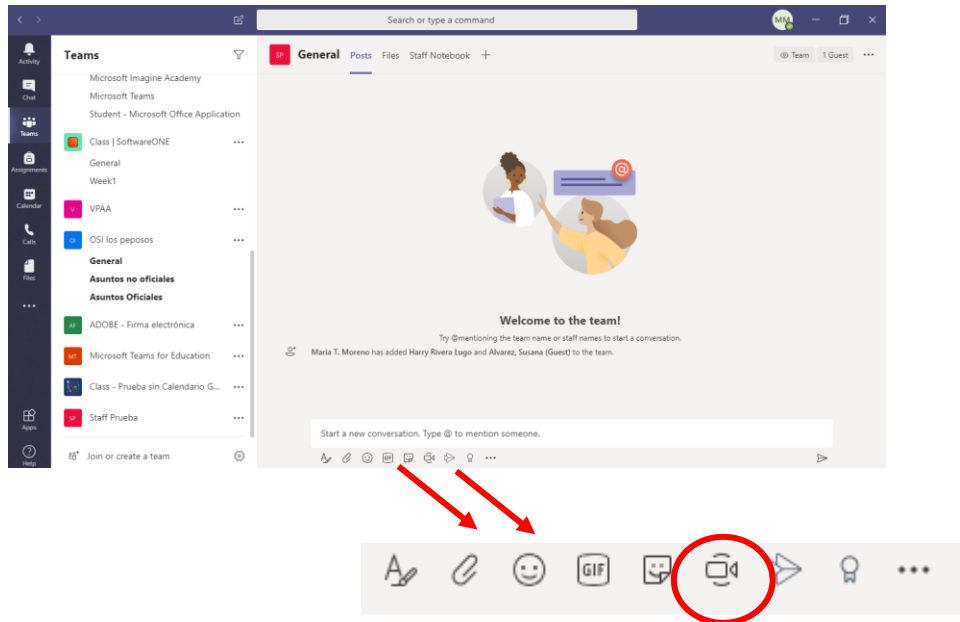 Search or type a command
MM
Activity
Chat
Teams
Assignments
Calendar
Calls
Files
Apps
Help
Teams
Microsoft Imagine Academy
Microsoft Teams
Student - Microsoft Office Application
Class | SoftwareONE
General
Week1
V VPAA
OI OSI los peposos
General
Asuntos no oficiales
Asuntos Oficiales
AF ADOBE - Firma electrónica
MT Microsoft Teams for Education
Class - Prueba sin Calendario G...
SP Staff Prueba
Join or create a team
SP General Posts Files Staff Notebook + Team 1 Guest
@
Welcome to the team!
Try @mentioning the team name or staff names to start a conversation.
Maria T. Moreno has added Harry Rivera Lugo and Alvarez, Susana (Guest) to the team.
Start a new conversation. Type @ to mention someone.
GIF
GIF